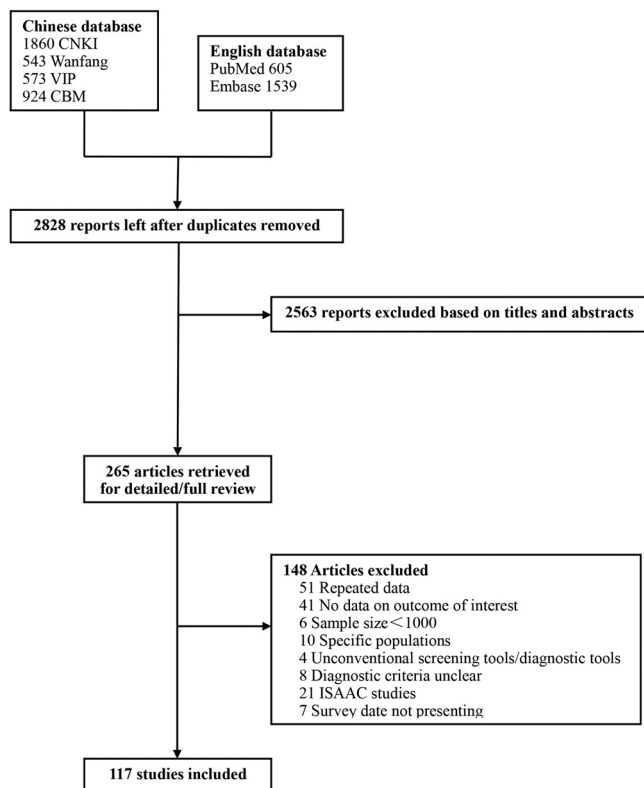 Chinese database
1860 CNKI
543 Wanfang
573 VIP
924 CBM
English database
PubMed 605
Embase 1539
2828 reports left after duplicates removed
2563 reports excluded based on titles and abstracts
265 articles retrieved
for detailed/full review
148 Articles excluded
51 Repeated data
41 No data on outcome of interest
6 Sample size<1000
10 Specific populations
4 Unconventional screening tools/diagnostic tools
8 Diagnostic criteria unclear
21 ISAAC studies
7 Survey date not presenting
117 studies included